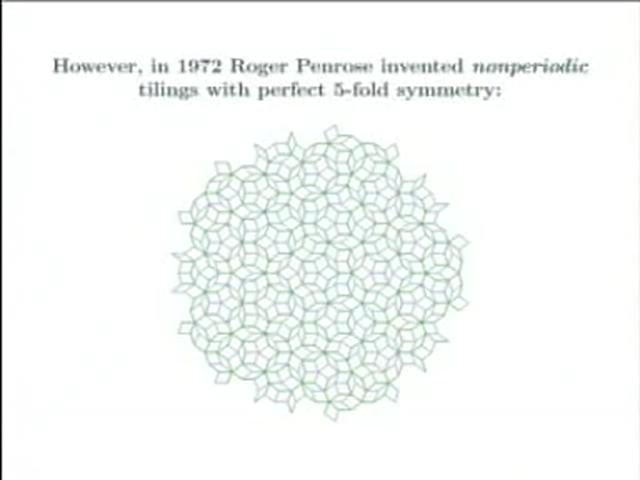 However, in 1972 Roger Penrose invented nonperiodic
tilings with perfect 5-fold symmetry: